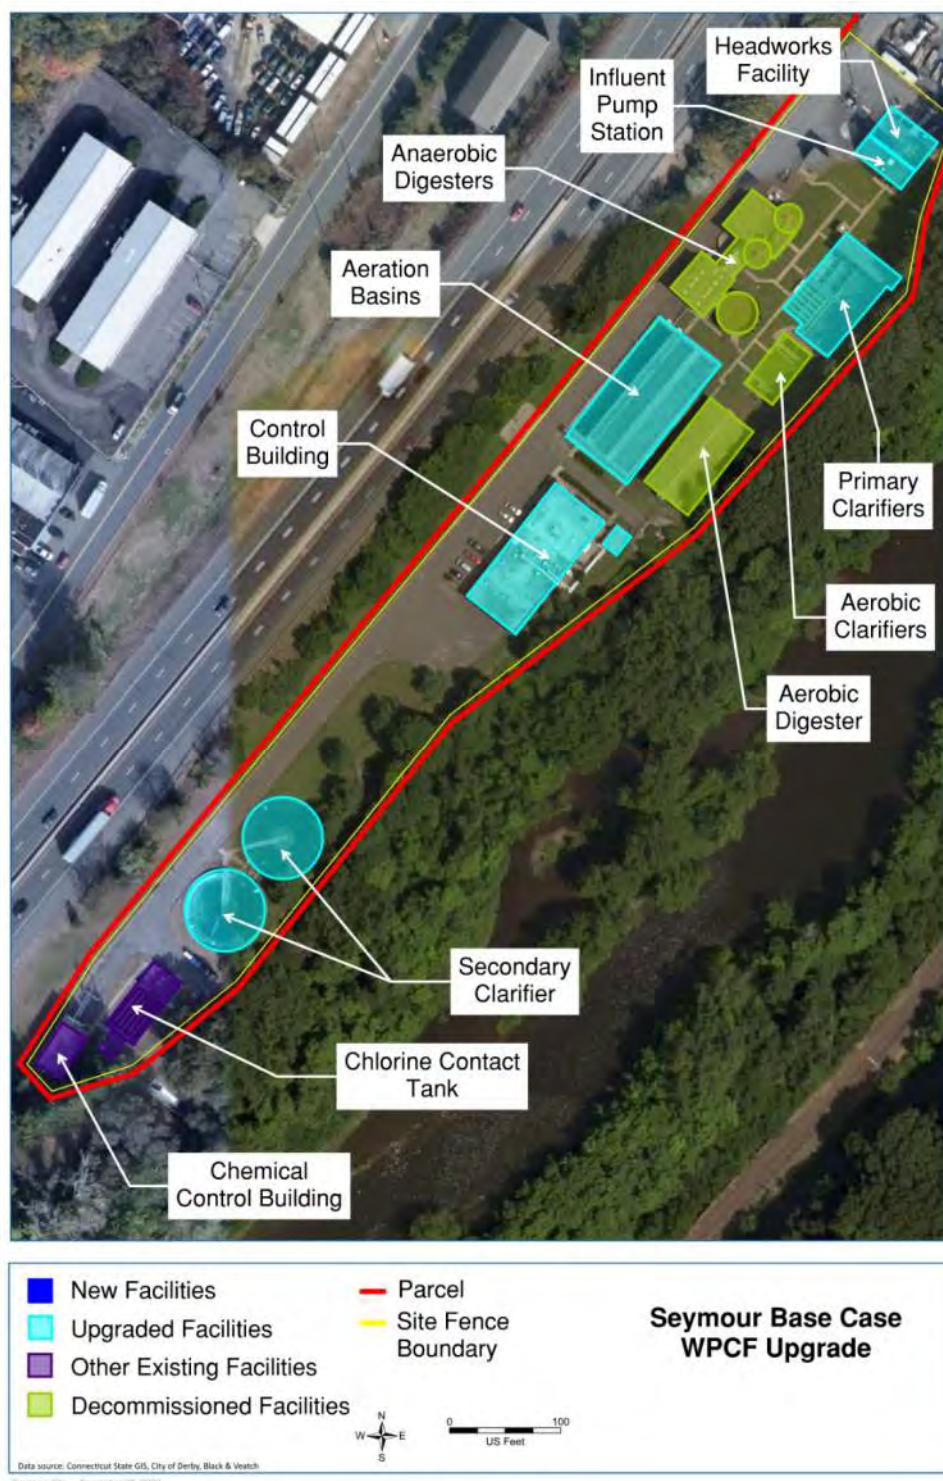 Headworks
Facility
Influent
Pump
Station
Anaerobic
Digesters
Aeration
Basins
Control
Building
Primary
Clarifiers
Aerobic
Clarifiers
Aerobic
Digester
Secondary
Clarifier
Chlorine Contact
Tank
Chemical
Control Building
New Facilities
Upgraded Facilities
Other Existing Facilities
Decommissioned Facilities
Parcel
Site Fence
Boundary
Seymour Base Case
WPCF Upgrade
N
W E
S
0 100
US Feet
Data source: Connecticut State GIS, City of Derby, Black & Veatch